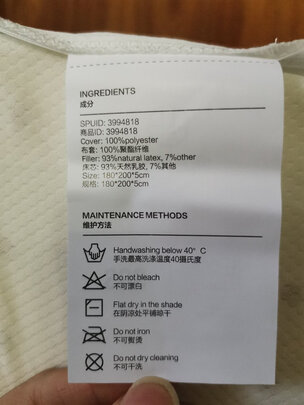 INGREDIENTS
成分
SPUID: 3994818
商品ID: 3994818
Cover: 100%polyester
布套: 100%聚酯纤维
Filler: 93%natural latex, 7%other
床芯: 93%天然乳胶, 7%其他
Size: 180*200*5cm
规格: 180*200*5cm
MAINTENANCE METHODS
维护方法
Handwashing below 40° C
手洗最高洗涤温度40摄氏度
Do not bleach
不可漂白
Flat dry in the shade
在阴凉处平铺晾干
Do not iron
不可熨烫
Do not dry cleaning
不可干洗